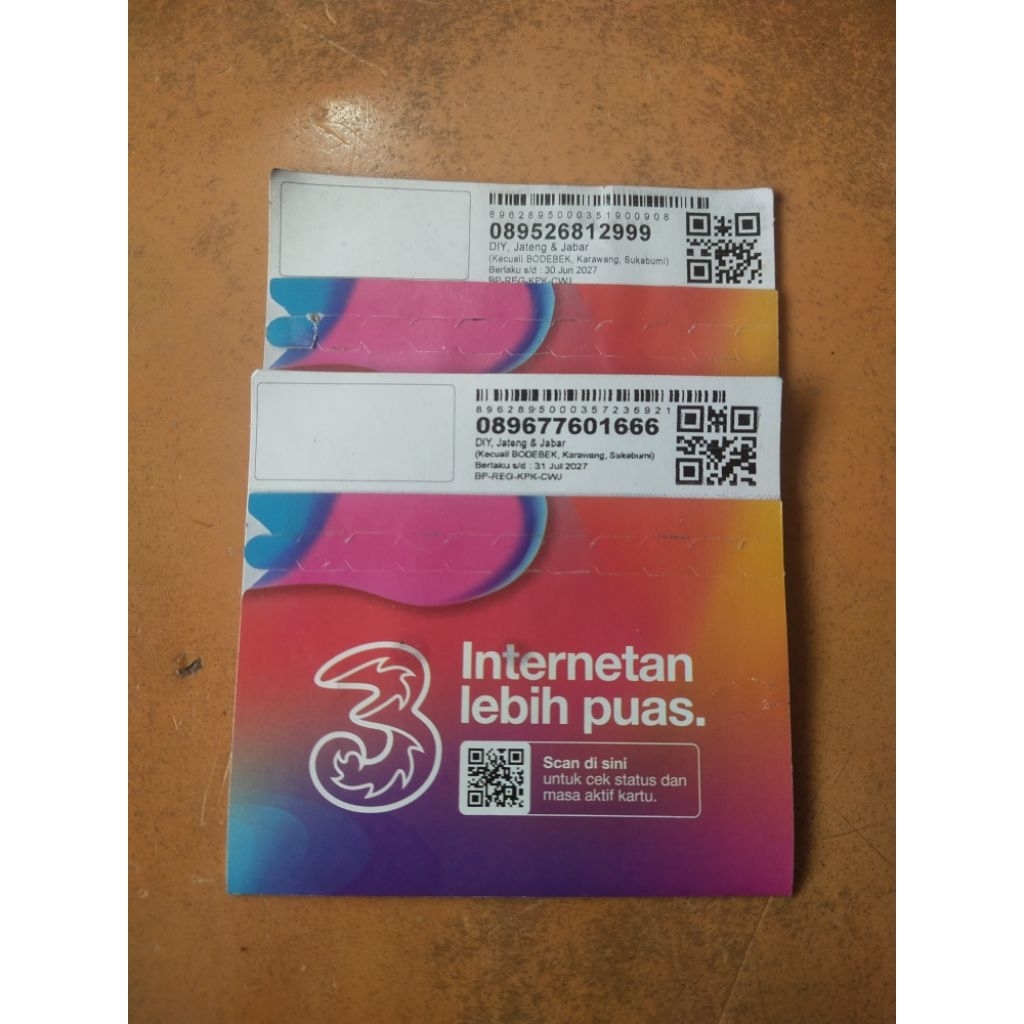 8962895000351900908
089526812999
DIY, Jateng & Jabar
(Kecuali BODEBEK, Karawang, Sukabumi)
Berlaku s/d : 30 Jun 2027
BP-REG-KPK-CWJ
8962895000357236921
089677601666
DIY, Jateng & Jabar
(Kecuali BODEBEK, Karawang, Sukabumi)
Berlaku s/d : 31 Jul 2027
BP-REG-KPK-CWJ
3
Internetan
lebih puas.
Scan di sini
untuk cek status dan
masa aktif kartu.